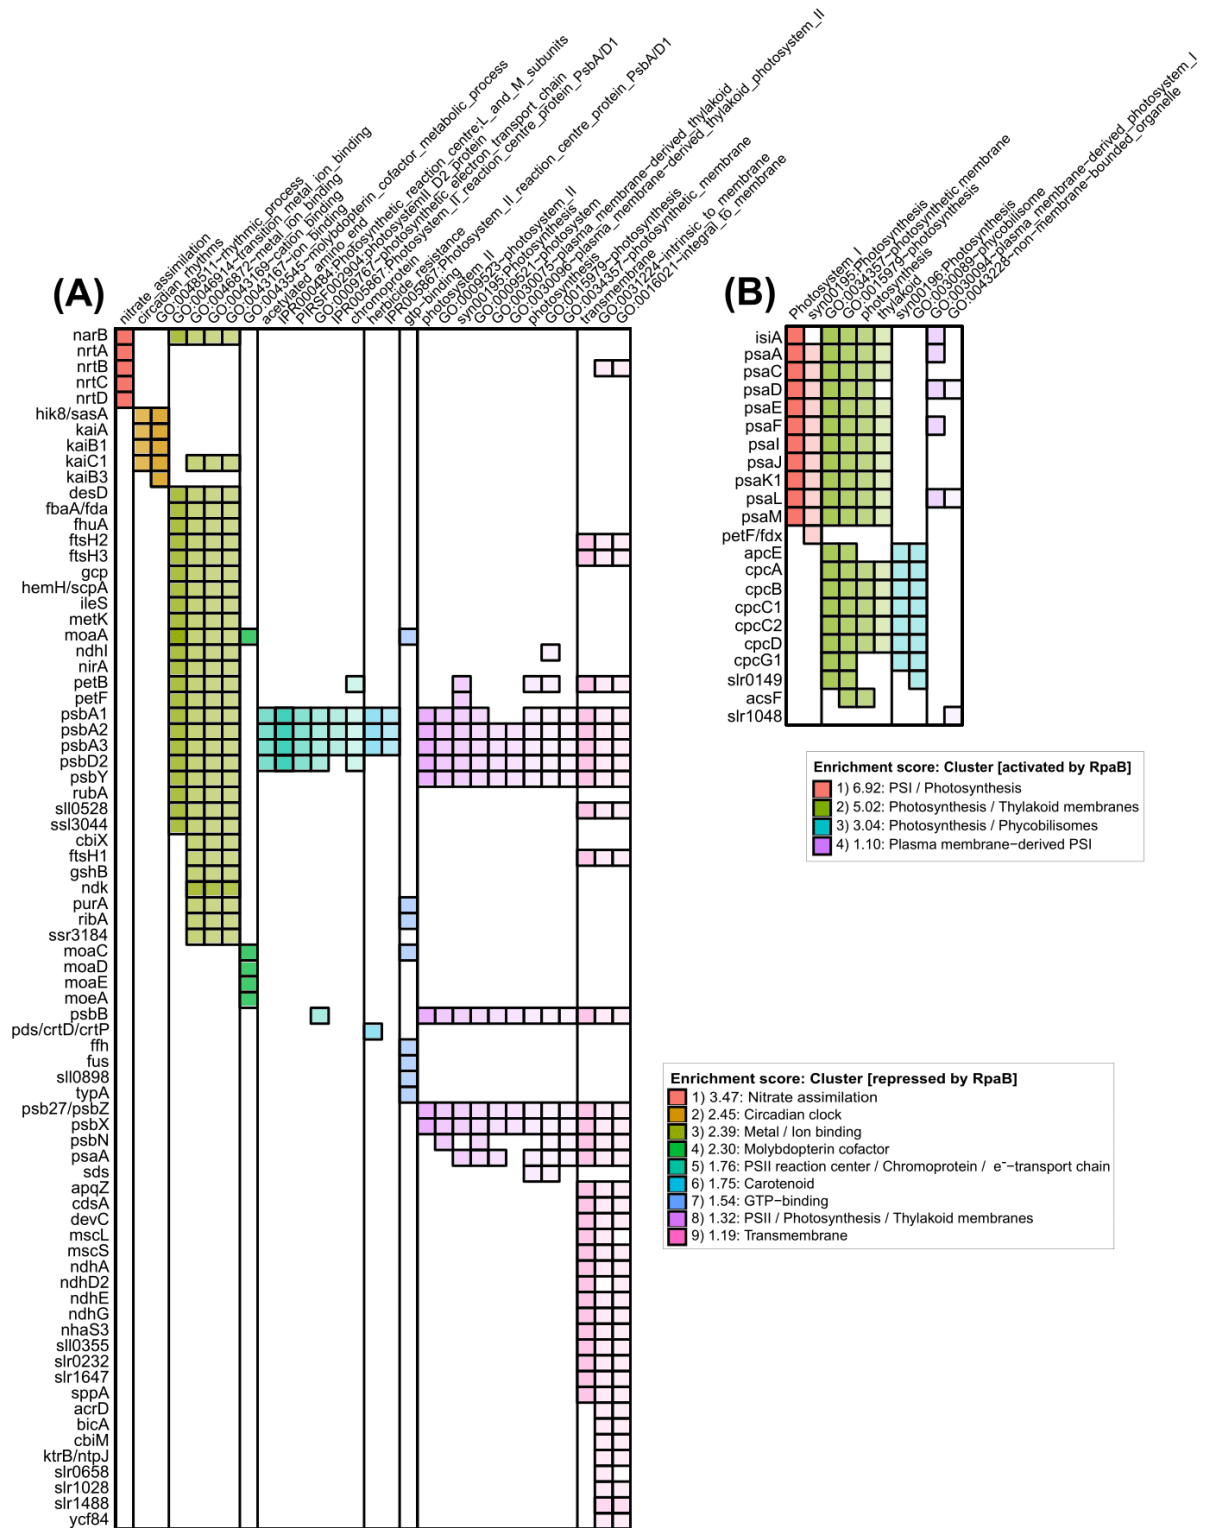 (A)
nitrate_assimilation
circadian_rhythms
GO:0048511~rhythmic_process
GO:0046914~transition_metal_ion_binding
GO:0046872~metal_ion_binding
GO:0043169~cation_binding
GO:0043167~ion_binding
GO:0043545~molybdopterin_cofactor_metabolic_process
acetylated_amino_end
IPR000484:Photosynthetic_reaction_centre;L_and_M_subunits
PIRSF002904:photosystemII_D2_protein
GO:0009767~photosynthetic_electron_transport_chain
IPR005867:Photosystem_II_reaction_centre_protein_PsbA/D1
chromoprotein
herbicide_resistance
IPR005867:Photosystem_II_reaction_centre_protein_PsbA/D1
gtp-binding
photosystem_II
GO:0009523~photosystem_II
syn00195:Photosynthesis
GO:0009521~photosystem
GO:0030075~plasma_membrane−derived_thylakoid
GO:0030096~plasma_membrane−derived_thylakoid_photosystem_II
photosynthesis
GO:0015979~photosynthesis
GO:0034357~photosynthetic_membrane
transmembrane
GO:0031224~intrinsic_to_membrane
GO:0016021~integral_to_membrane
narB
nrtA
nrtB
nrtC
nrtD
hik8/sasA
kaiA
kaiB1
kaiC1
kaiB3
desD
fbaA/fda
fhuA
ftsH2
ftsH3
gcp
hemH/scpA
ileS
metK
moaA
ndhI
nirA
petB
petF
psbA1
psbA2
psbA3
psbD2
psbY
rubA
sll0528
ssl3044
cbiX
ftsH1
gshB
ndk
purA
ribA
ssr3184
moaC
moaD
moaE
moeA
psbB
pds/crtD/crtP
ffh
fus
sll0898
typA
psb27/psbZ
psbX
psbN
psaA
sds
apqZ
cdsA
devC
mscL
mscS
ndhA
ndhD2
ndhE
ndhG
nhaS3
sll0355
slr0232
slr1647
sppA
acrD
bicA
cbiM
ktrB/ntpJ
slr0658
slr1028
slr1488
ycf84
(B)
Photosystem_I
syn00195:Photosynthesis
GO:0034357~photosynthetic membrane
GO:0015979~photosynthesis
photosynthesis
thylakoid
syn00196:Photosynthesis
GO:0030089~phycobilisome
GO:0030094~plasma_membrane−derived_photosystem_I
GO:0043228~non−membrane−bounded_organelle
isiA
psaA
psaC
psaD
psaE
psaF
psaI
psaJ
psaK1
psaL
psaM
petF/fdx
apcE
cpcA
cpcB
cpcC1
cpcC2
cpcD
cpcG1
slr0149
acsF
slr1048
Enrichment score: Cluster [activated by RpaB]
1) 6.92: PSI / Photosynthesis
2) 5.02: Photosynthesis / Thylakoid membranes
3) 3.04: Photosynthesis / Phycobilisomes
4) 1.10: Plasma membrane−derived PSI
Enrichment score: Cluster [repressed by RpaB]
1) 3.47: Nitrate assimilation
2) 2.45: Circadian clock
3) 2.39: Metal / Ion binding
4) 2.30: Molybdopterin cofactor
5) 1.76: PSII reaction center / Chromoprotein / e⁻−transport chain
6) 1.75: Carotenoid
7) 1.54: GTP−binding
8) 1.32: PSII / Photosynthesis / Thylakoid membranes
9) 1.19: Transmembrane